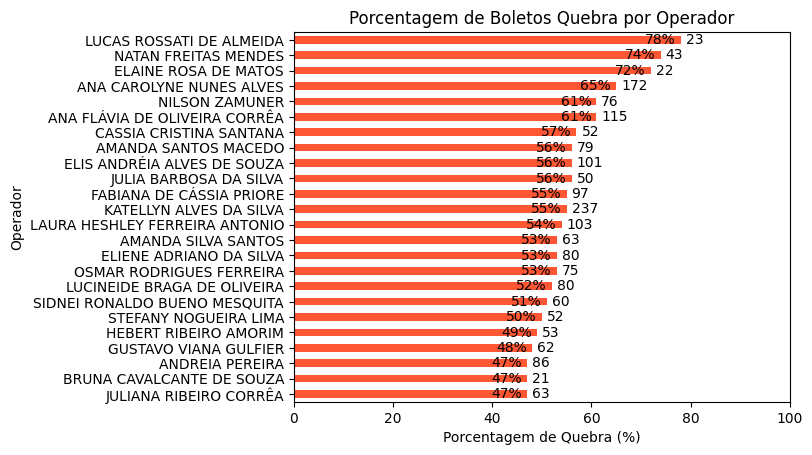 Porcentagem de Boletos Quebra por Operador
LUCAS ROSSATI DE ALMEIDA 78% 23
NATAN FREITAS MENDES 74% 43
ELAINE ROSA DE MATOS 72% 22
ANA CAROLYNE NUNES ALVES 65% 172
NILSON ZAMUNER 61% 76
ANA FLÁVIA DE OLIVEIRA CORRÊA 61% 115
CASSIA CRISTINA SANTANA 57% 52
AMANDA SANTOS MACEDO 56% 79
ELIS ANDRÉIA ALVES DE SOUZA 56% 101
JULIA BARBOSA DA SILVA 56% 50
FABIANA DE CÁSSIA PRIORE 55% 97
KATELLYN ALVES DA SILVA 55% 237
LAURA HESHLEY FERREIRA ANTONIO 54% 103
AMANDA SILVA SANTOS 53% 63
ELIENE ADRIANO DA SILVA 53% 80
OSMAR RODRIGUES FERREIRA 53% 75
LUCINEIDE BRAGA DE OLIVEIRA 52% 80
SIDNEI RONALDO BUENO MESQUITA 51% 60
STEFANY NOGUEIRA LIMA 50% 52
HEBERT RIBEIRO AMORIM 49% 53
GUSTAVO VIANA GULFIER 48% 62
ANDREIA PEREIRA 47% 86
BRUNA CAVALCANTE DE SOUZA 47% 21
JULIANA RIBEIRO CORRÊA 47% 63
Operador
0 20 40 60 80 100
Porcentagem de Quebra (%)